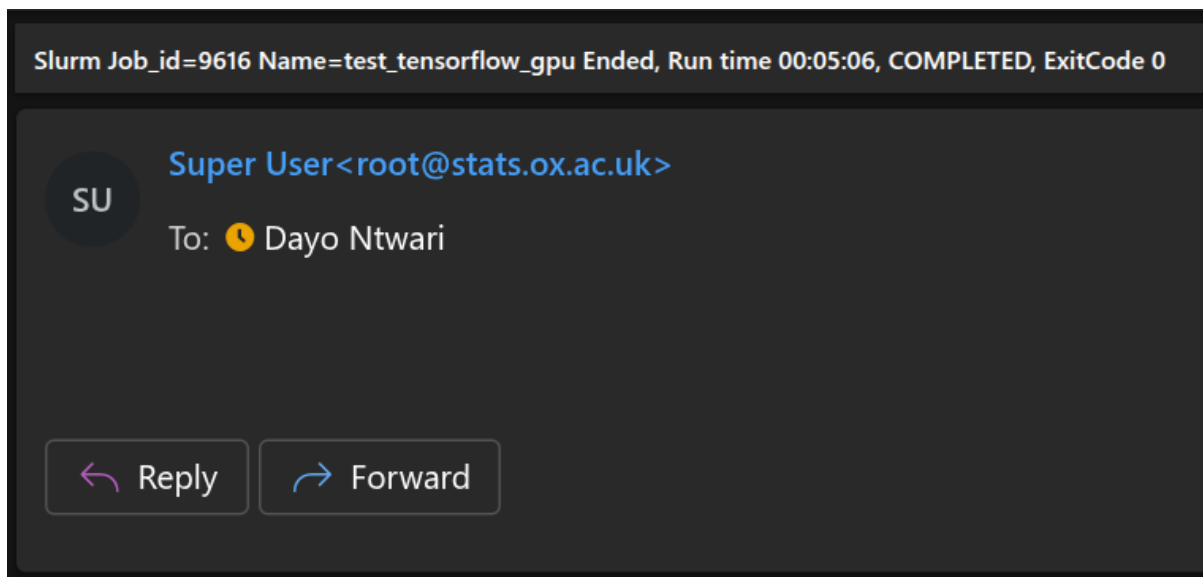 Slurm Job_id=9616 Name=test_tensorflow_gpu Ended, Run time 00:05:06, COMPLETED, ExitCode 0
SU
Super User<root@stats.ox.ac.uk>
To: Dayo Ntwari
Reply
Forward